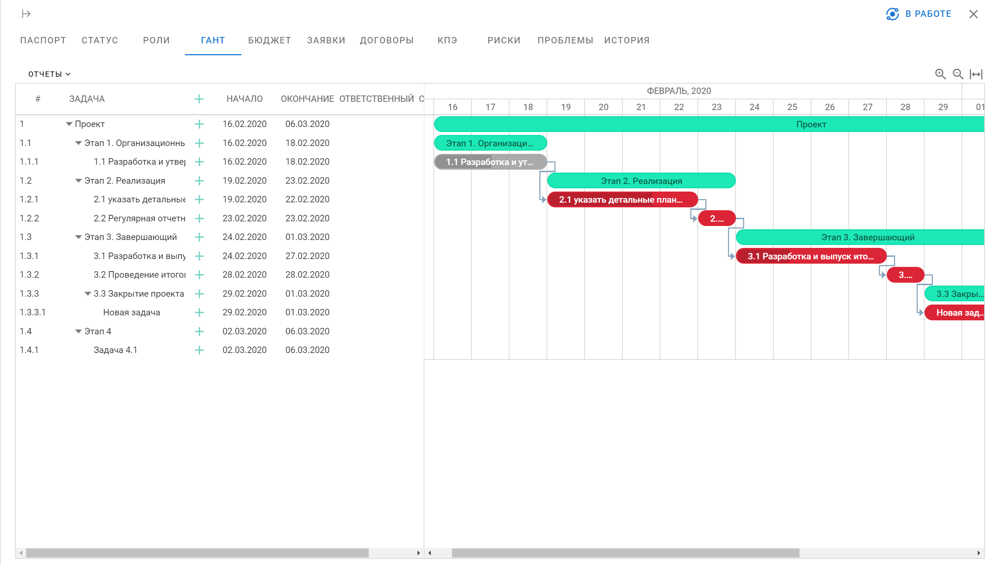 В РАБОТЕ
ПАСПОРТ СТАТУС РОЛИ ГАНТ БЮДЖЕТ ЗАЯВКИ ДОГОВОРЫ КПЭ РИСКИ ПРОБЛЕМЫ ИСТОРИЯ
ОТЧЕТЫ
# ЗАДАЧА НАЧАЛО ОКОНЧАНИЕ ОТВЕТСТВЕННЫЙ С
ФЕВРАЛЬ, 2020
16 17 18 19 20 21 22 23 24 25 26 27 28 29 01
1 Проект 16.02.2020 06.03.2020 Проект
1.1 Этап 1. Организационнь 16.02.2020 18.02.2020 Этап 1. Организаци...
1.1.1 1.1 Разработка и утвер 16.02.2020 18.02.2020 1.1 Разработка и ут...
1.2 Этап 2. Реализация 19.02.2020 23.02.2020 Этап 2. Реализация
1.2.1 2.1 указать детальные 19.02.2020 22.02.2020 2.1 указать детальные план...
1.2.2 2.2 Регулярная отчетн 23.02.2020 23.02.2020 2....
1.3 Этап 3. Завершающий 24.02.2020 01.03.2020 Этап 3. Завершающий
1.3.1 3.1 Разработка и выпу 24.02.2020 27.02.2020 3.1 Разработка и выпуск ито...
1.3.2 3.2 Проведение итогов 28.02.2020 28.02.2020 3....
1.3.3 3.3 Закрытие проекта 29.02.2020 01.03.2020 3.3 Закры...
1.3.3.1 Новая задача 29.02.2020 01.03.2020 Новая зад...
1.4 Этап 4 02.03.2020 06.03.2020
1.4.1 Задача 4.1 02.03.2020 06.03.2020